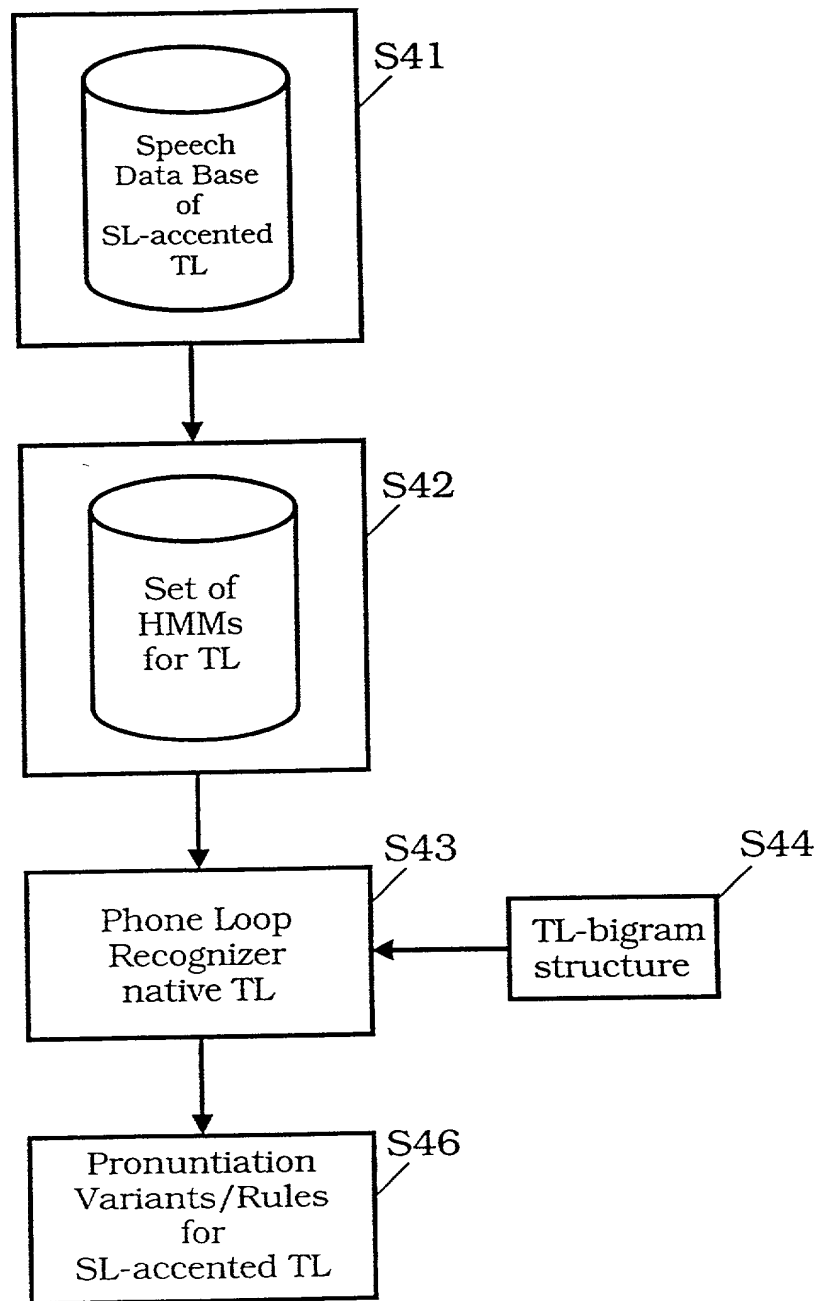 S41
Speech
Data Base
of
SL-accented
TL
S42
Set of
HMMs
for TL
S43
Phone Loop
Recognizer
native TL
S44
TL-bigram
structure
S46
Pronuntiation
Variants/Rules
for
SL-accented TL